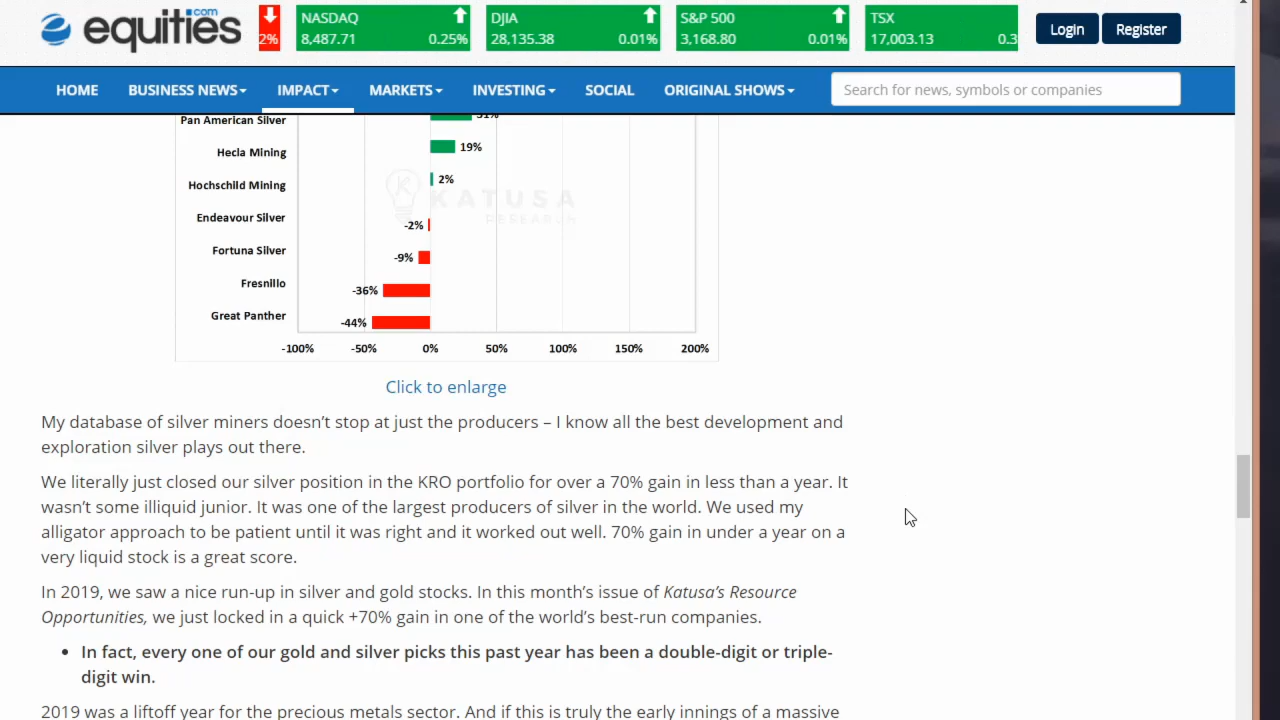 .com
equities
2%
NASDAQ
8,487.71 0.25%
DJIA
28,135.38 0.01%
S&P 500
3,168.80 0.01%
TSX
17,003.13 0.3
Login
Register
HOME BUSINESS NEWS IMPACT MARKETS INVESTING SOCIAL ORIGINAL SHOWS
Search for news, symbols or companies
Pan American Silver 31%
Hecla Mining 19%
Hochschild Mining 2%
Endeavour Silver -2%
Fortuna Silver -9%
Fresnillo -36%
Great Panther -44%
KATUSA
RESEARCH
-100% -50% 0% 50% 100% 150% 200%
Click to enlarge
My database of silver miners doesn’t stop at just the producers – I know all the best development and
exploration silver plays out there.
We literally just closed our silver position in the KRO portfolio for over a 70% gain in less than a year. It
wasn’t some illiquid junior. It was one of the largest producers of silver in the world. We used my
alligator approach to be patient until it was right and it worked out well. 70% gain in under a year on a
very liquid stock is a great score.
In 2019, we saw a nice run-up in silver and gold stocks. In this month’s issue of Katusa’s Resource
Opportunities, we just locked in a quick +70% gain in one of the world’s best-run companies.
• In fact, every one of our gold and silver picks this past year has been a double-digit or triple-
digit win.
2019 was a liftoff year for the precious metals sector. And if this is truly the early innings of a massive